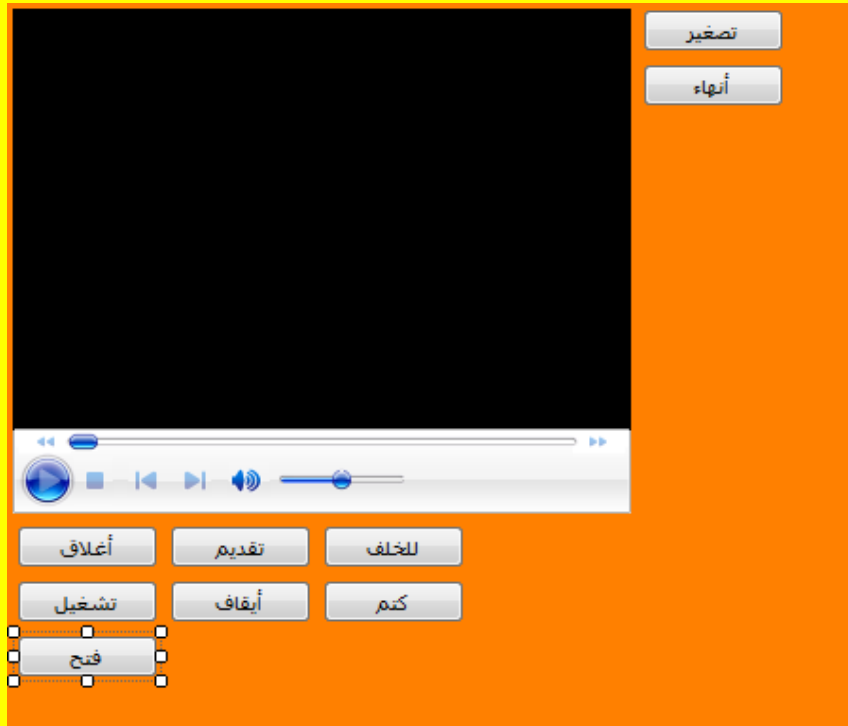 تصغير
أنهاء
للخلف تقديم أغلاق
كتم أيقاف تشغيل
فتح